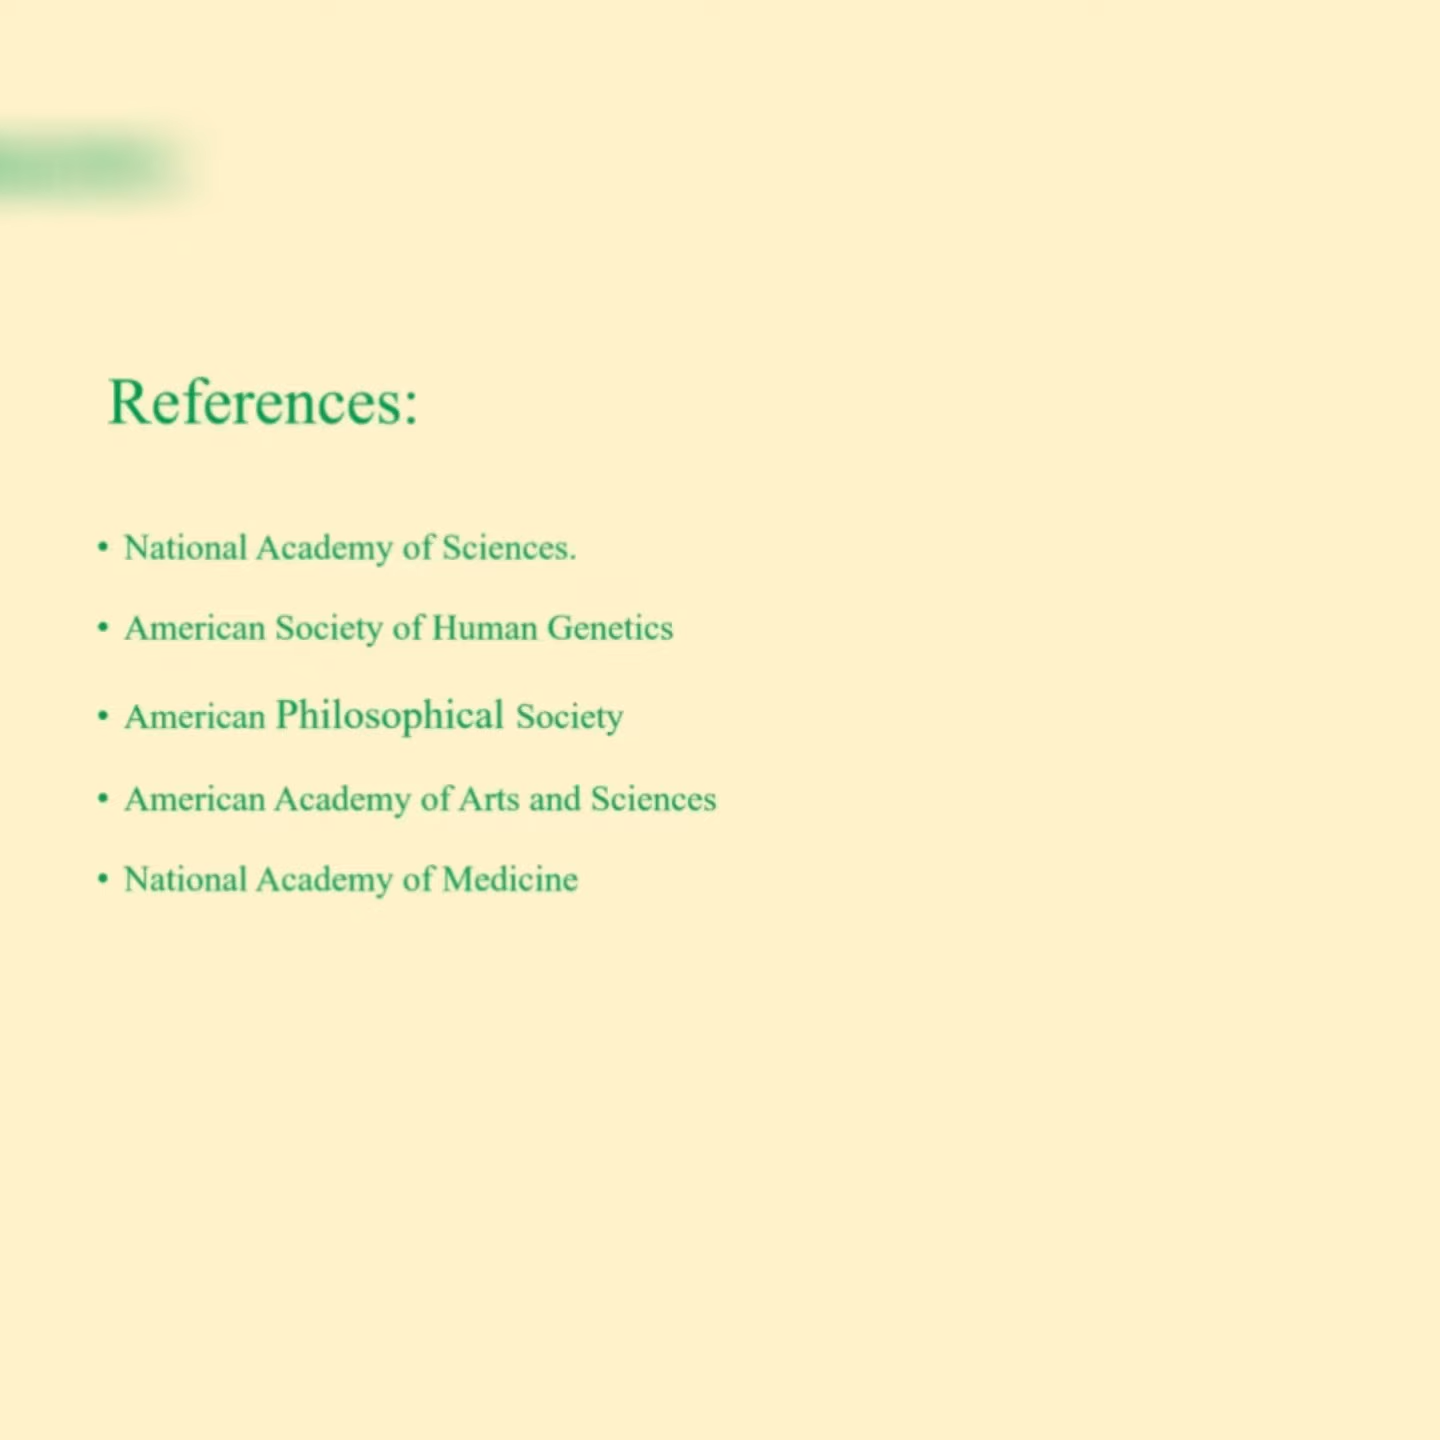 References:
• National Academy of Sciences.
• American Society of Human Genetics
• American Philosophical Society
• American Academy of Arts and Sciences
• National Academy of Medicine